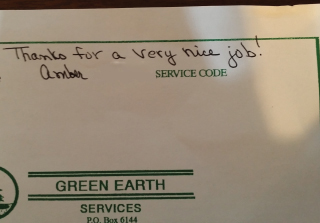 Thanks for a very nice job!
Amber
SERVICE CODE
GREEN EARTH
SERVICES
P.O. Box 6144